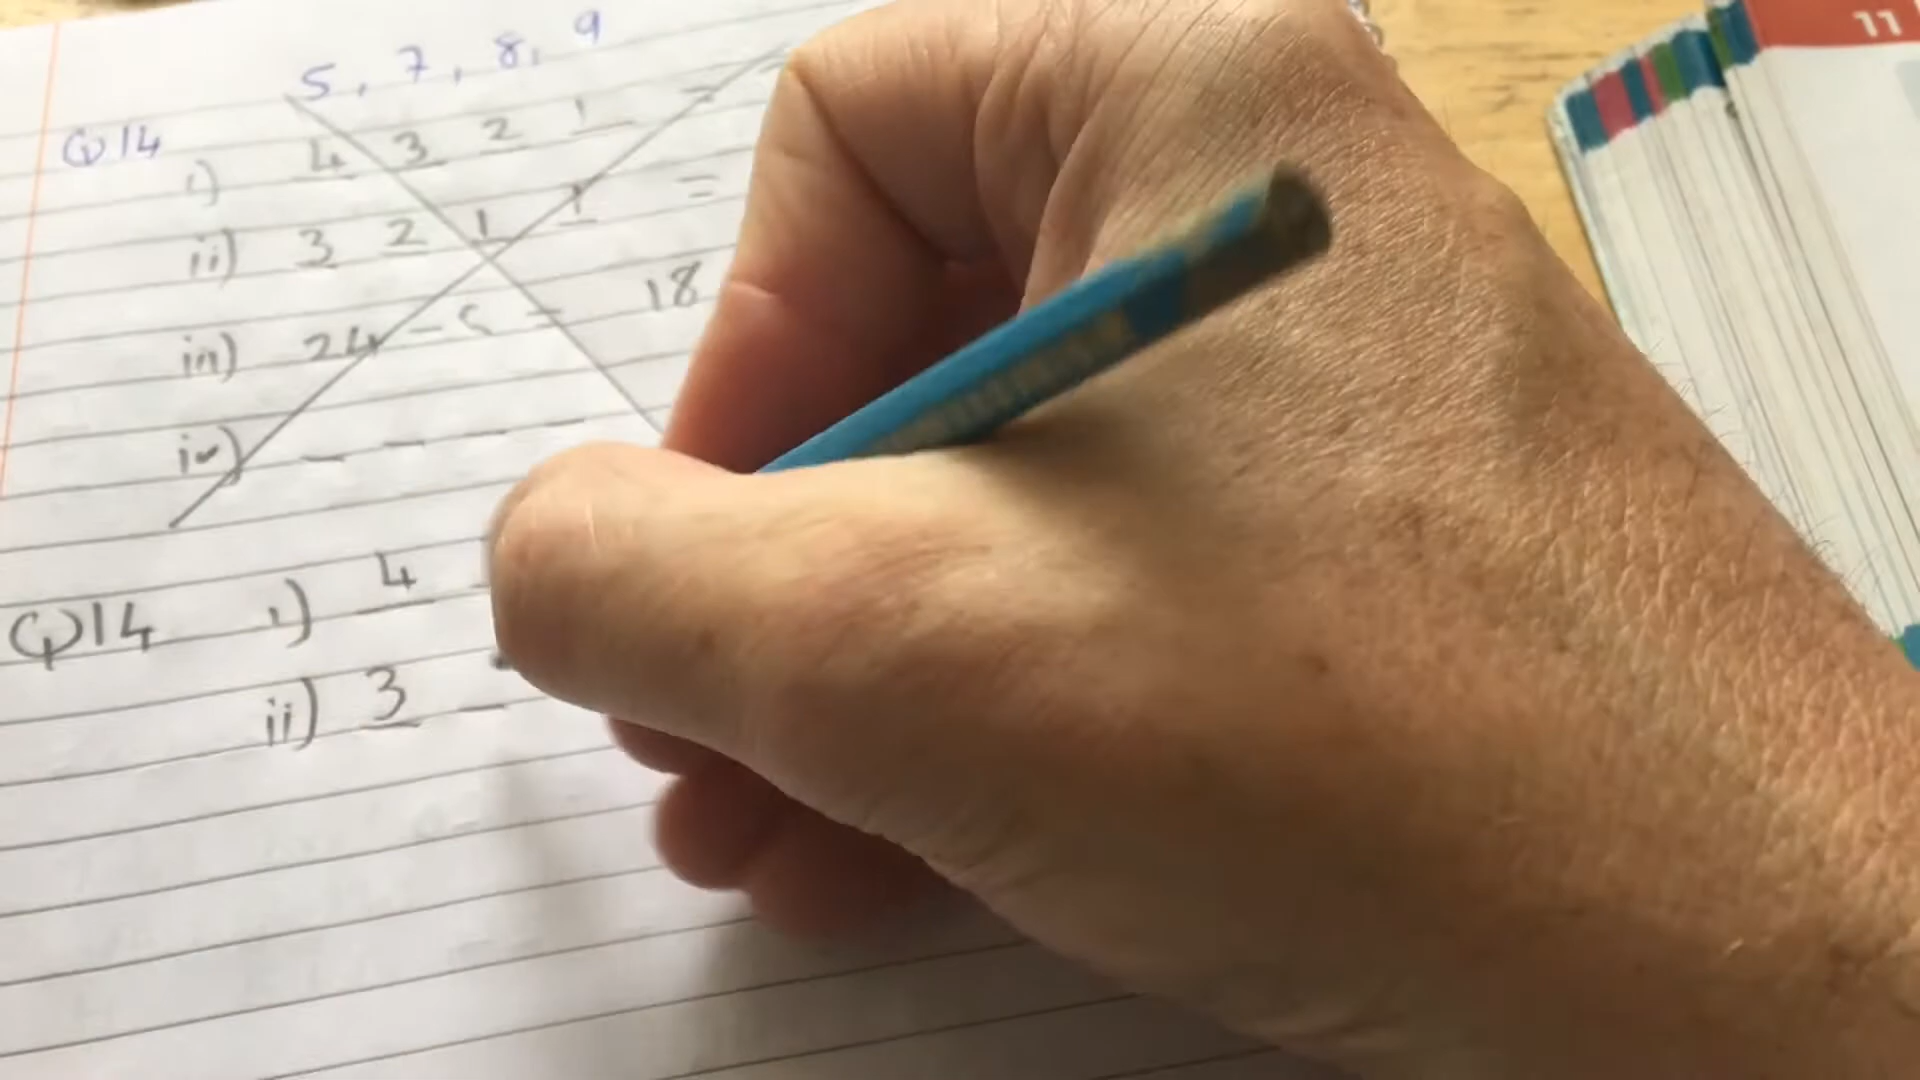 5, 7, 8, 9
Q14
i) 4 3 2 1 =
ii) 3 2 1 1 =
iii) 24 - = 18
iv) _ _ _ _
Q14 i) 4
ii) 3 _
11